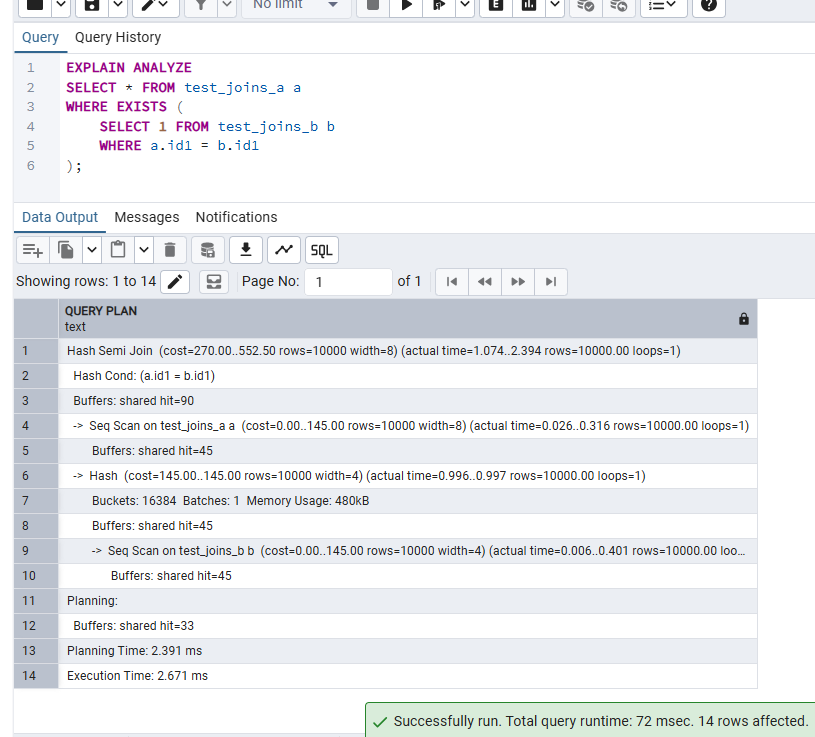 No limit
E
Query Query History
1 EXPLAIN ANALYZE
2 SELECT * FROM test_joins_a a
3 WHERE EXISTS (
4 SELECT 1 FROM test_joins_b b
5 WHERE a.id1 = b.id1
6 );
Data Output Messages Notifications
SQL
Showing rows: 1 to 14 Page No: 1 of 1
QUERY PLAN
text
1 Hash Semi Join (cost=270.00..552.50 rows=10000 width=8) (actual time=1.074..2.394 rows=10000.00 loops=1)
2 Hash Cond: (a.id1 = b.id1)
3 Buffers: shared hit=90
4 -> Seq Scan on test_joins_a a (cost=0.00..145.00 rows=10000 width=8) (actual time=0.026..0.316 rows=10000.00 loops=1)
5 Buffers: shared hit=45
6 -> Hash (cost=145.00..145.00 rows=10000 width=4) (actual time=0.996..0.997 rows=10000.00 loops=1)
7 Buckets: 16384 Batches: 1 Memory Usage: 480kB
8 Buffers: shared hit=45
9 -> Seq Scan on test_joins_b b (cost=0.00..145.00 rows=10000 width=4) (actual time=0.006..0.401 rows=10000.00 loo...
10 Buffers: shared hit=45
11 Planning:
12 Buffers: shared hit=33
13 Planning Time: 2.391 ms
14 Execution Time: 2.671 ms
Successfully run. Total query runtime: 72 msec. 14 rows affected.